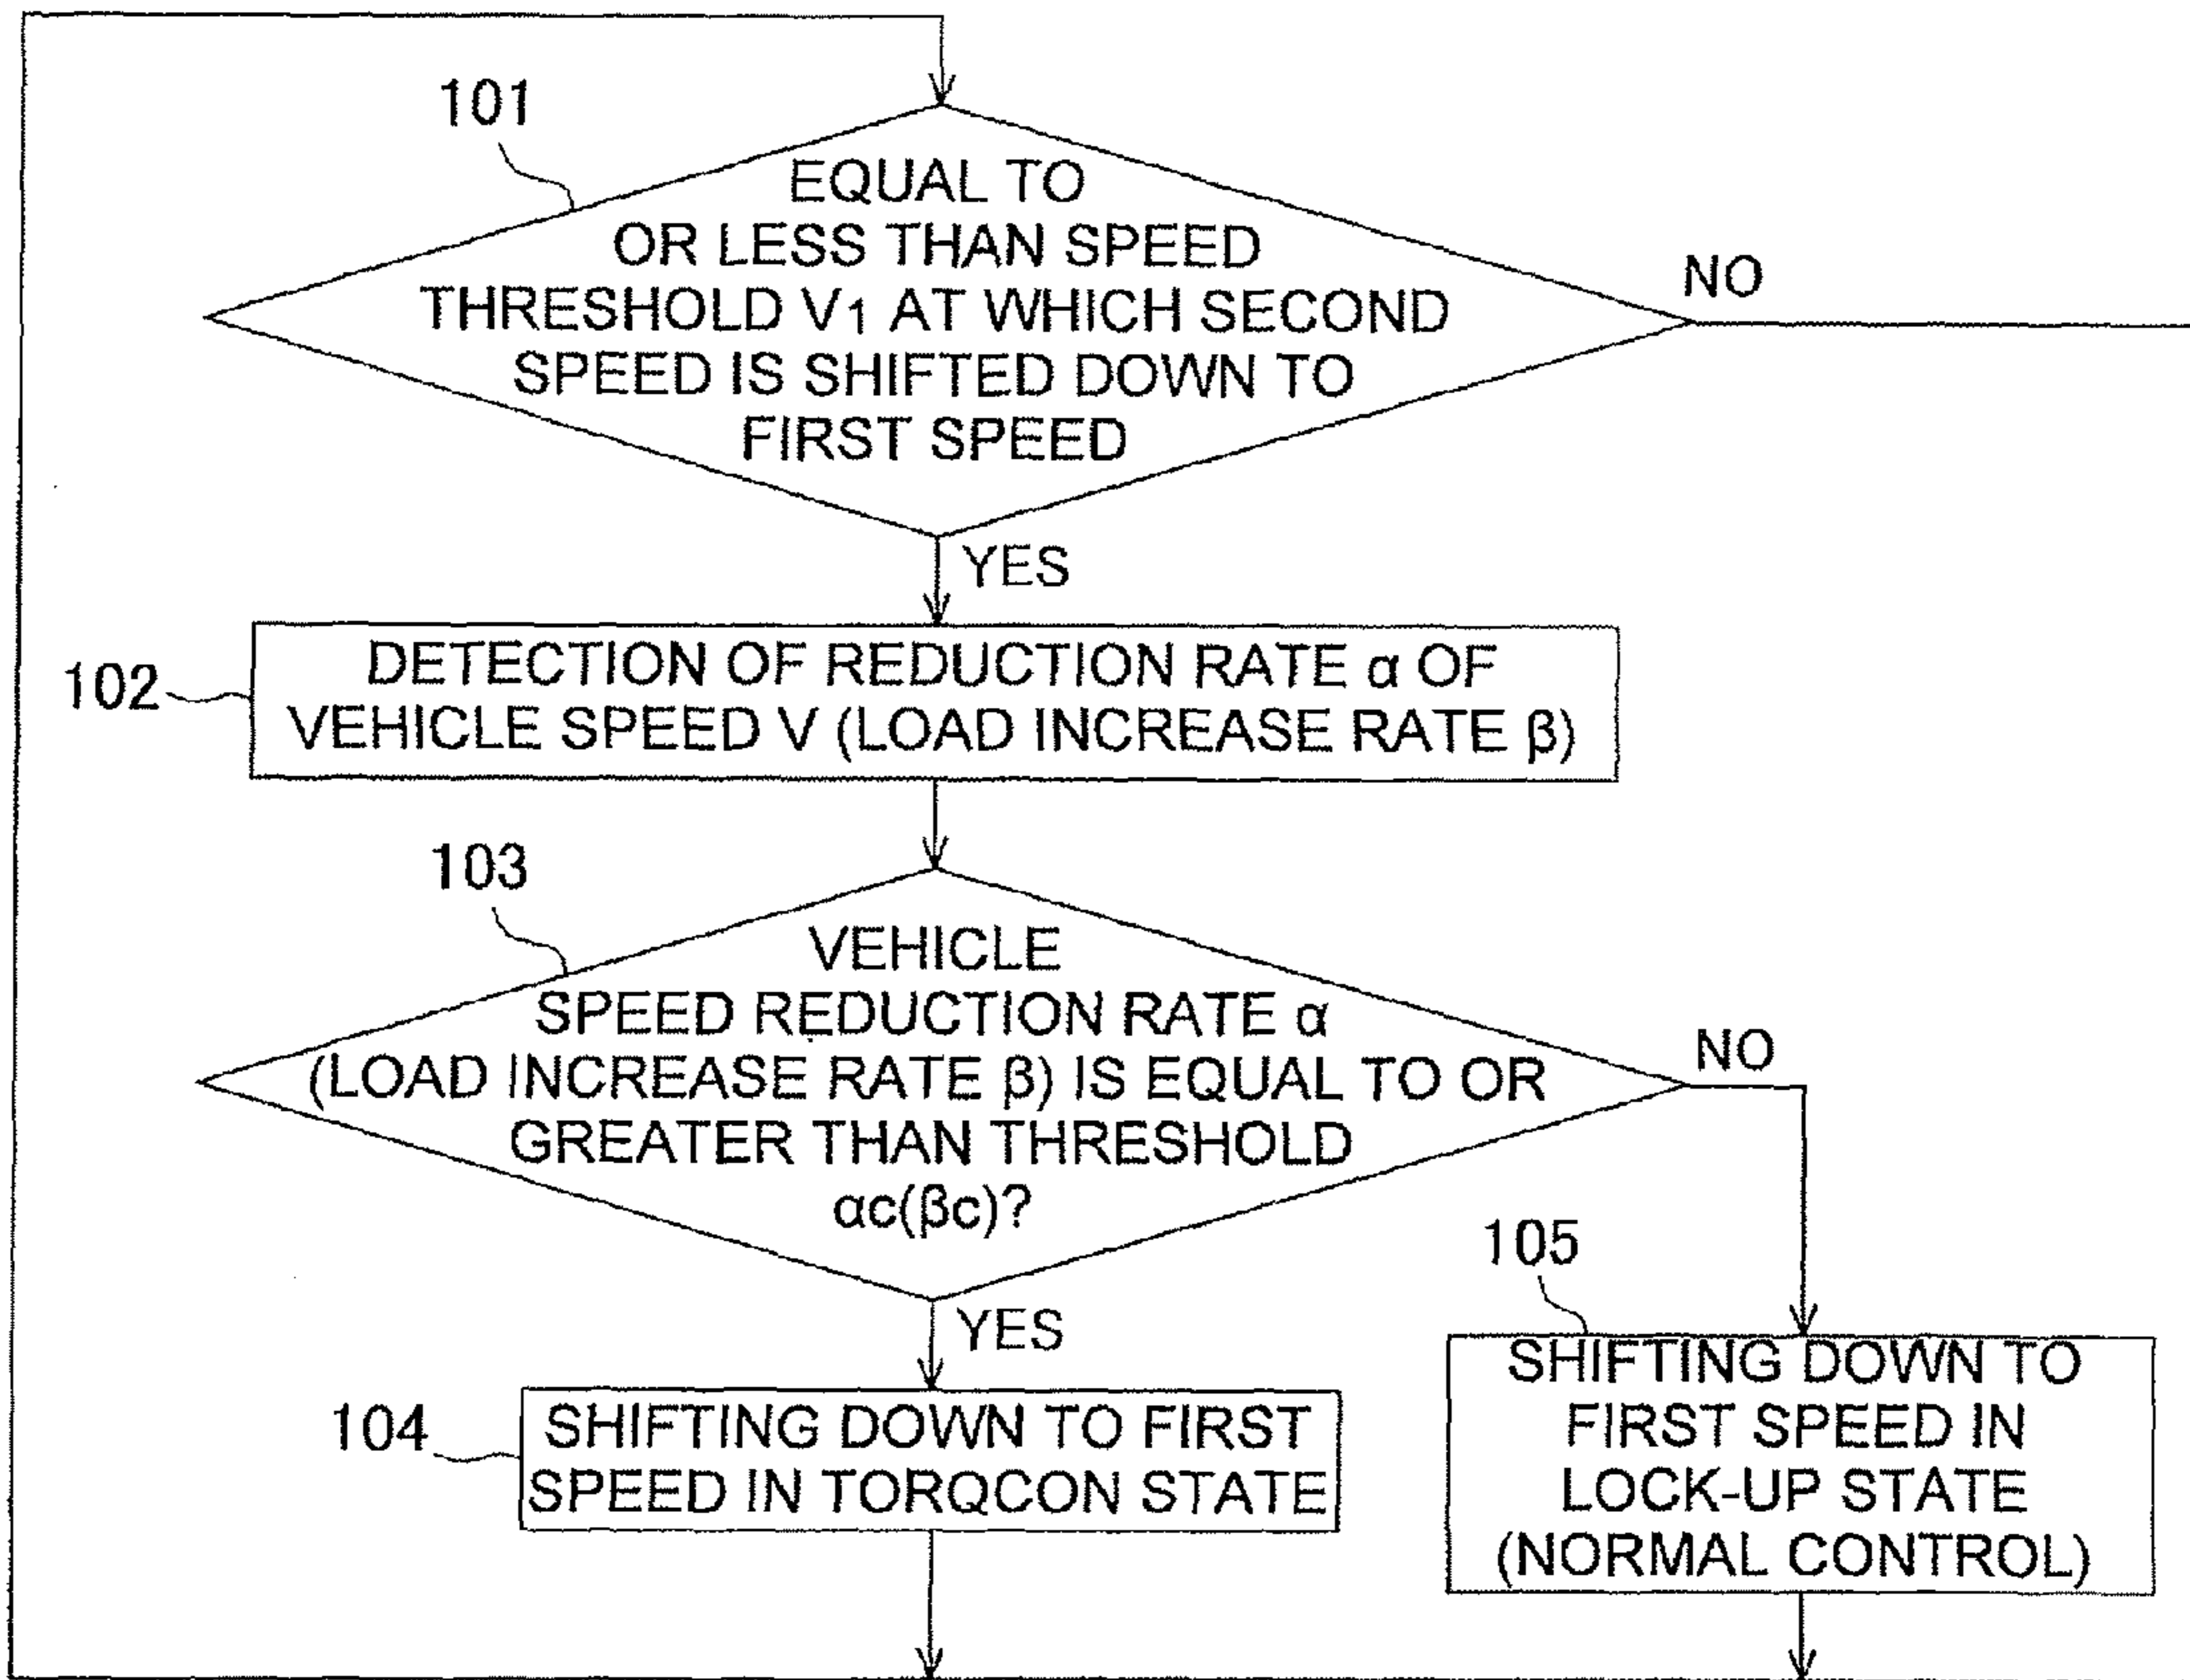 101
EQUAL TO
OR LESS THAN SPEED
THRESHOLD V1 AT WHICH SECOND
SPEED IS SHIFTED DOWN TO
FIRST SPEED
NO
YES
102
DETECTION OF REDUCTION RATE α OF
VEHICLE SPEED V (LOAD INCREASE RATE β)
103
VEHICLE
SPEED REDUCTION RATE α
(LOAD INCREASE RATE β) IS EQUAL TO OR
GREATER THAN THRESHOLD
αc(βc)?
NO
YES
104
SHIFTING DOWN TO FIRST
SPEED IN TORQCON STATE
105
SHIFTING DOWN TO
FIRST SPEED IN
LOCK-UP STATE
(NORMAL CONTROL)